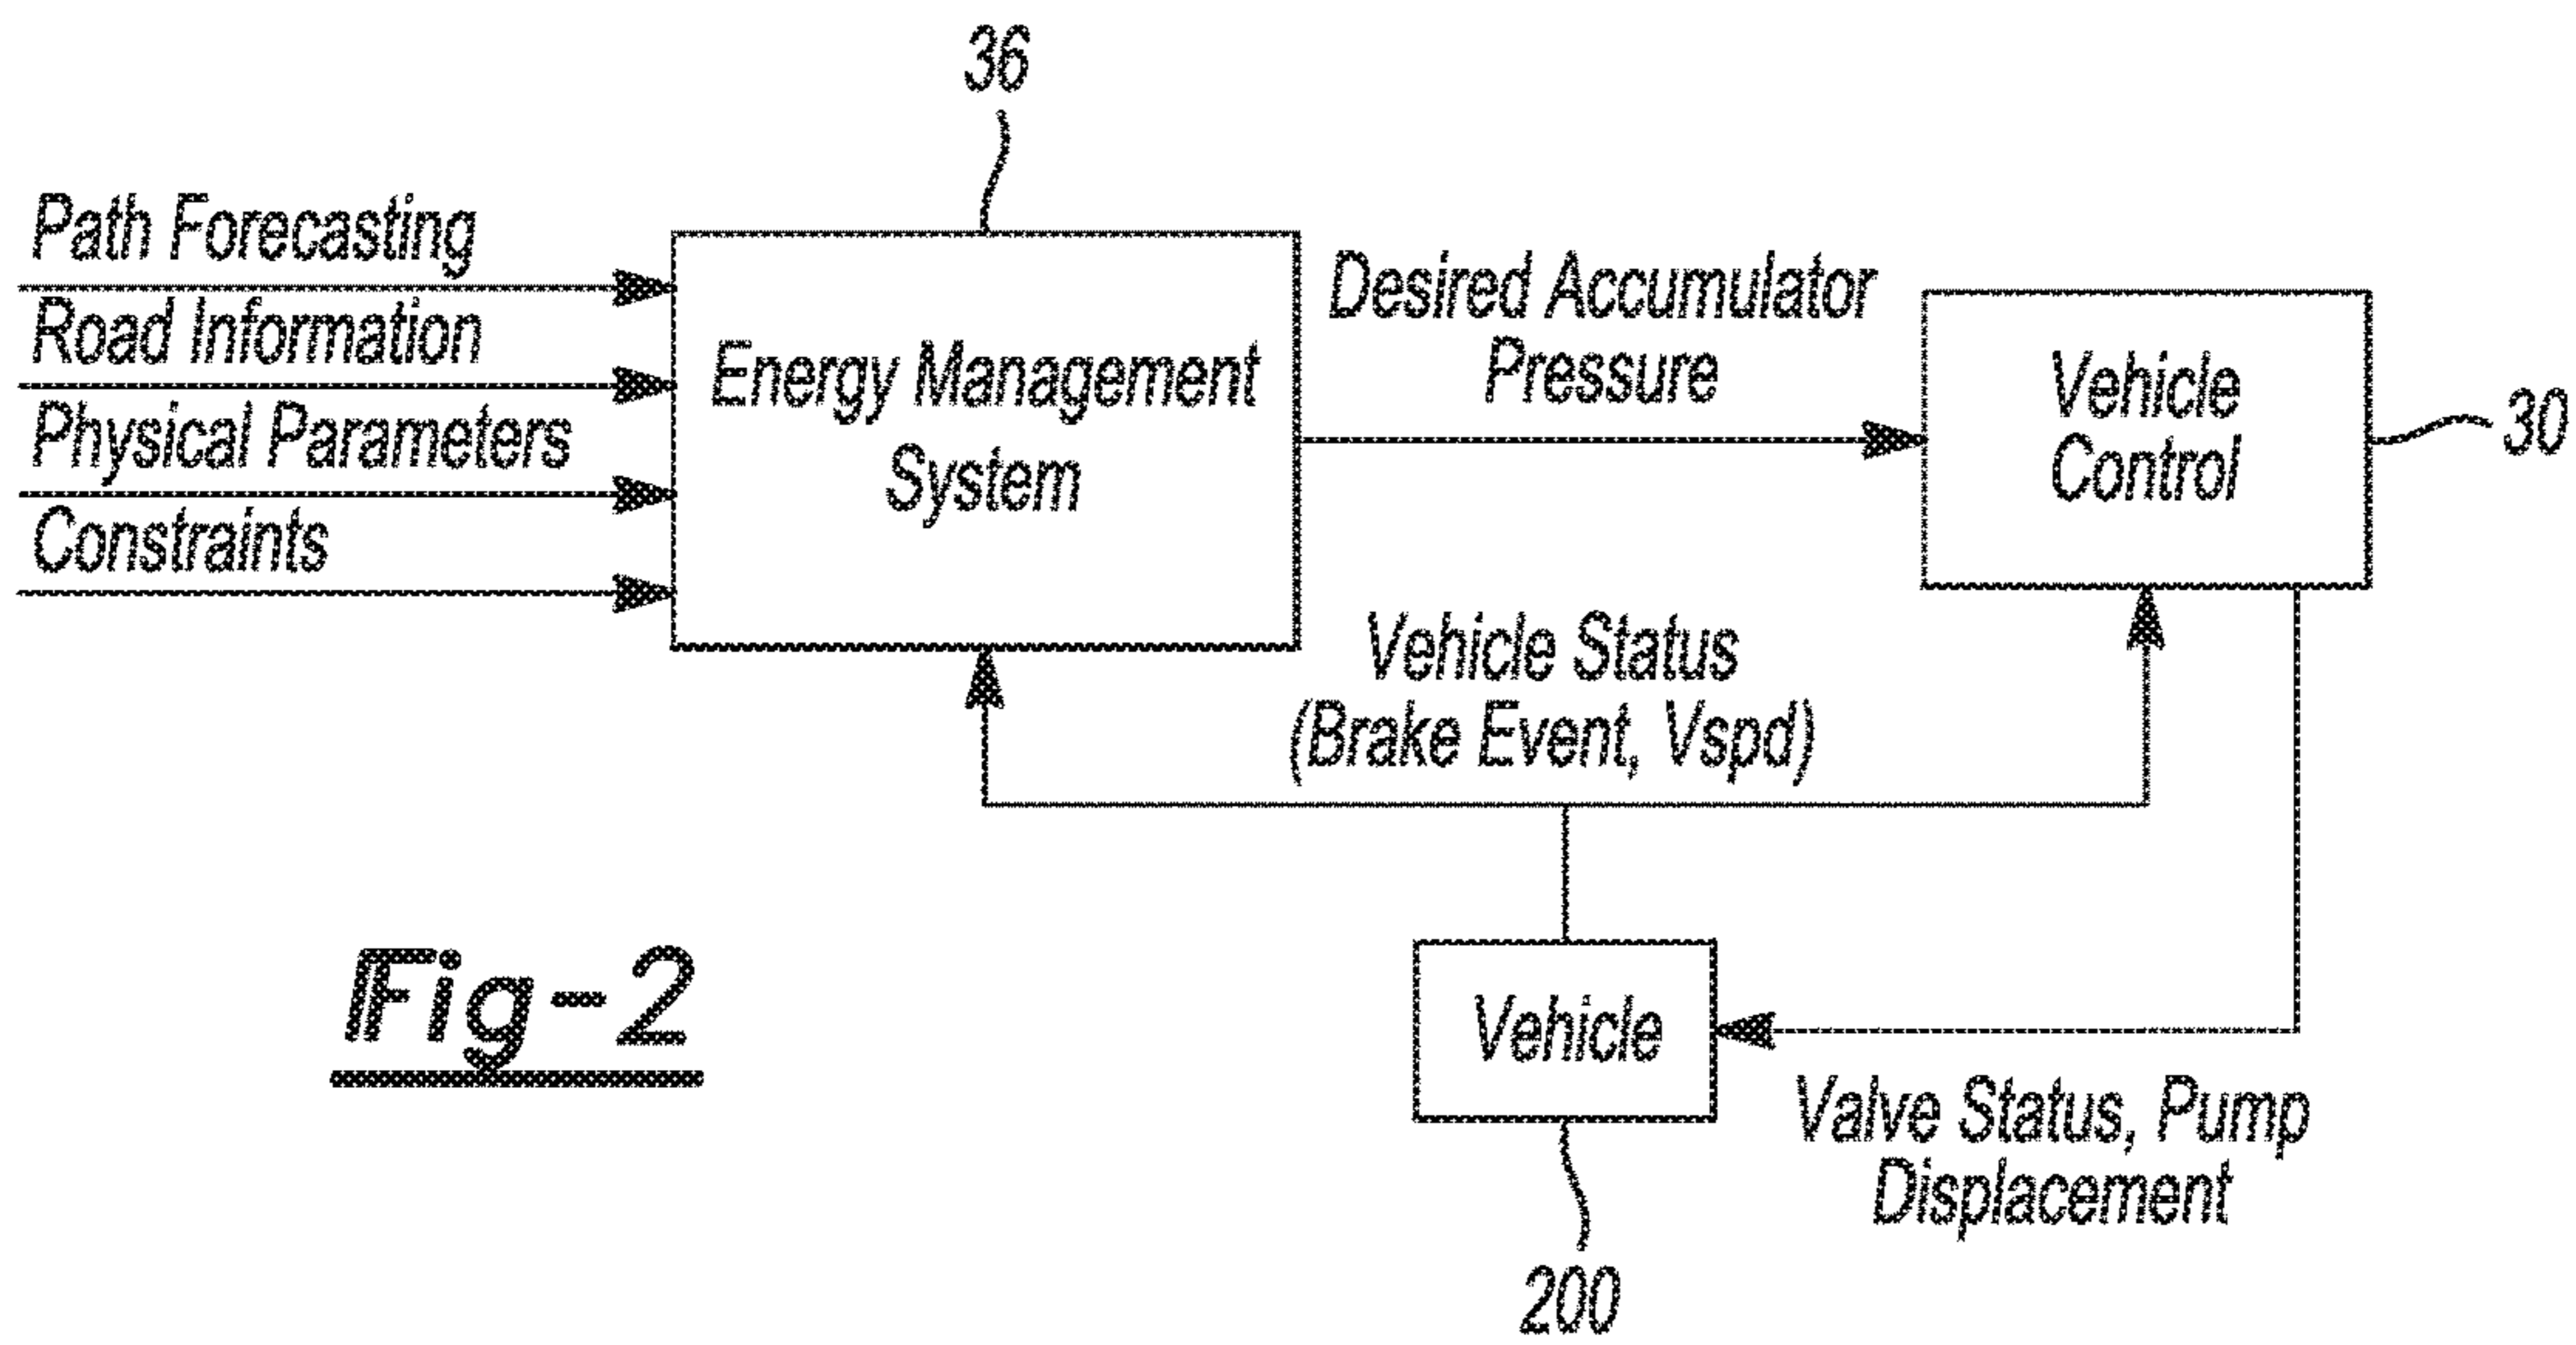 36
Path Forecasting
Road Information
Physical Parameters
Constraints
Energy Management
System
Desired Accumulator
Pressure
Vehicle
Control
30
Vehicle Status
(Brake Event, Vspd)
Fig-2
Vehicle
Valve Status, Pump
Displacement
200